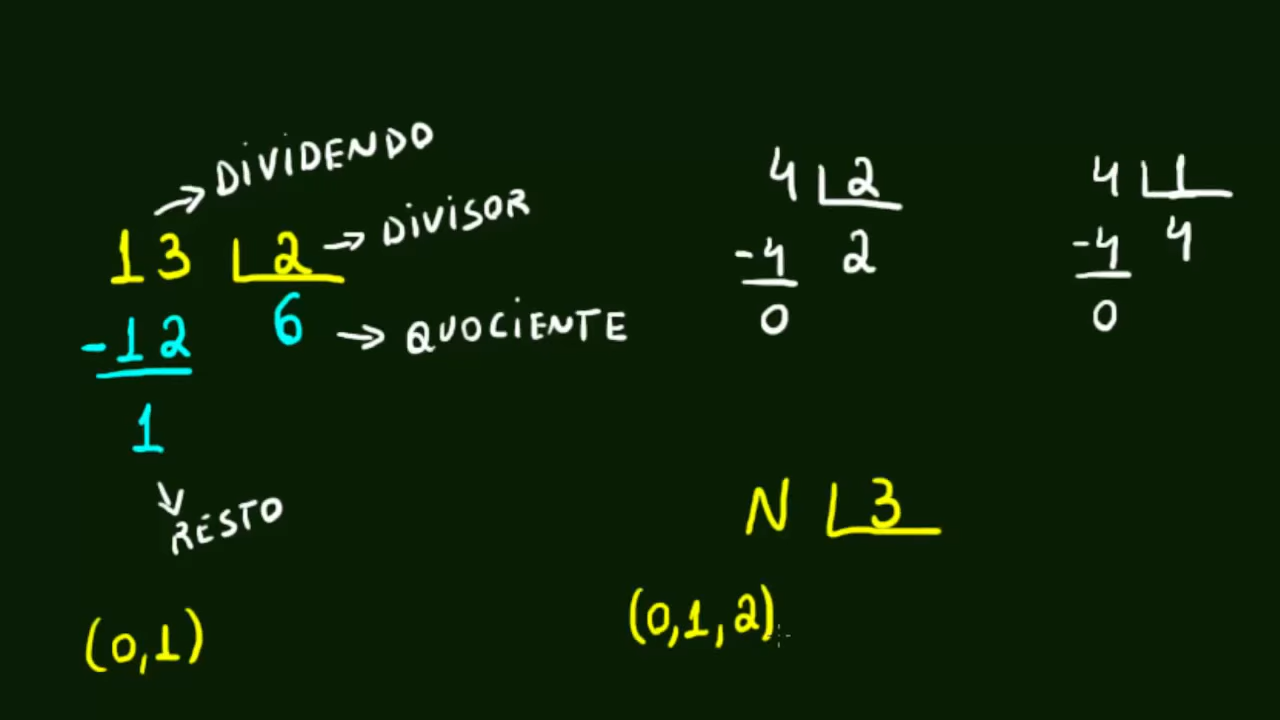 → DIVIDENDO
13 | 2 → DIVISOR
-12 6 → QUOCIENTE
1
→ RESTO
(0,1)
4 | 2
-4 2
0
4 | 1
-4 4
0
N | 3
(0,1,2)